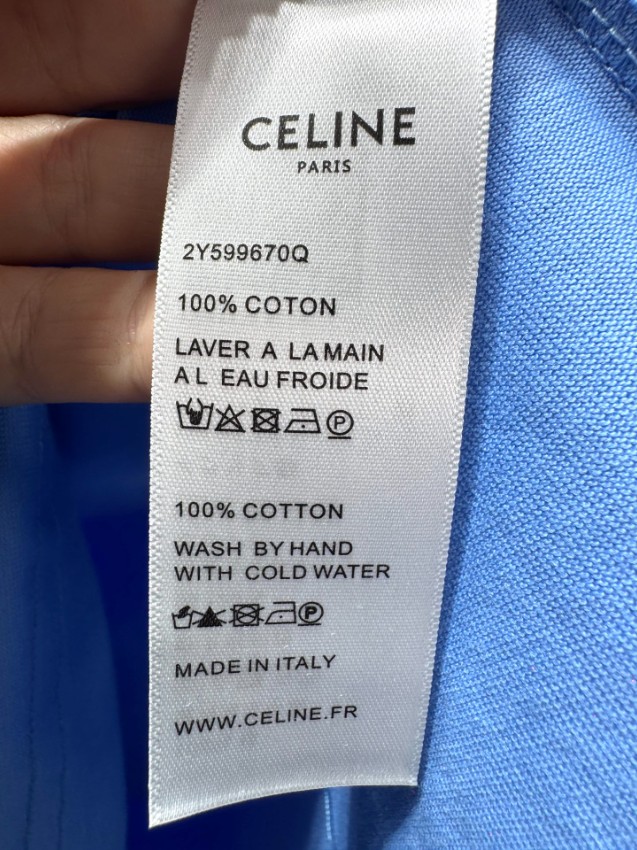 CELINE
PARIS
2Y599670Q
100% COTON
LAVER A LA MAIN
A L EAU FROIDE
P
100% COTTON
WASH BY HAND
WITH COLD WATER
P
MADE IN ITALY
WWW.CELINE.FR